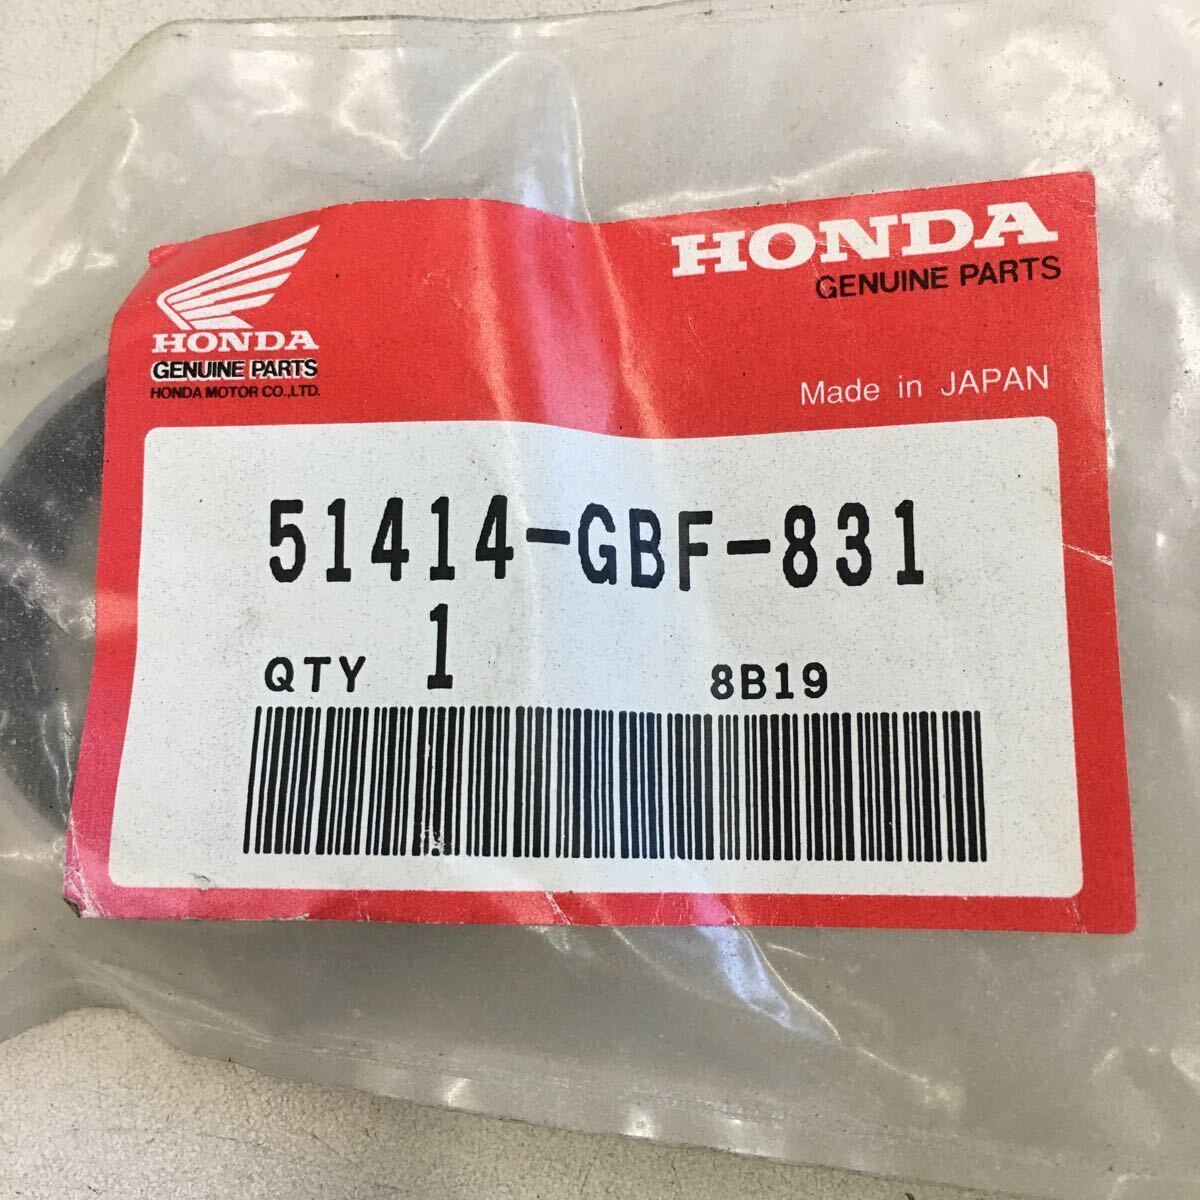 HONDA
GENUINE PARTS
HONDA MOTOR CO.,LTD.
HONDA
GENUINE PARTS
Made in JAPAN
51414-GBF-831
QTY 1 8B19